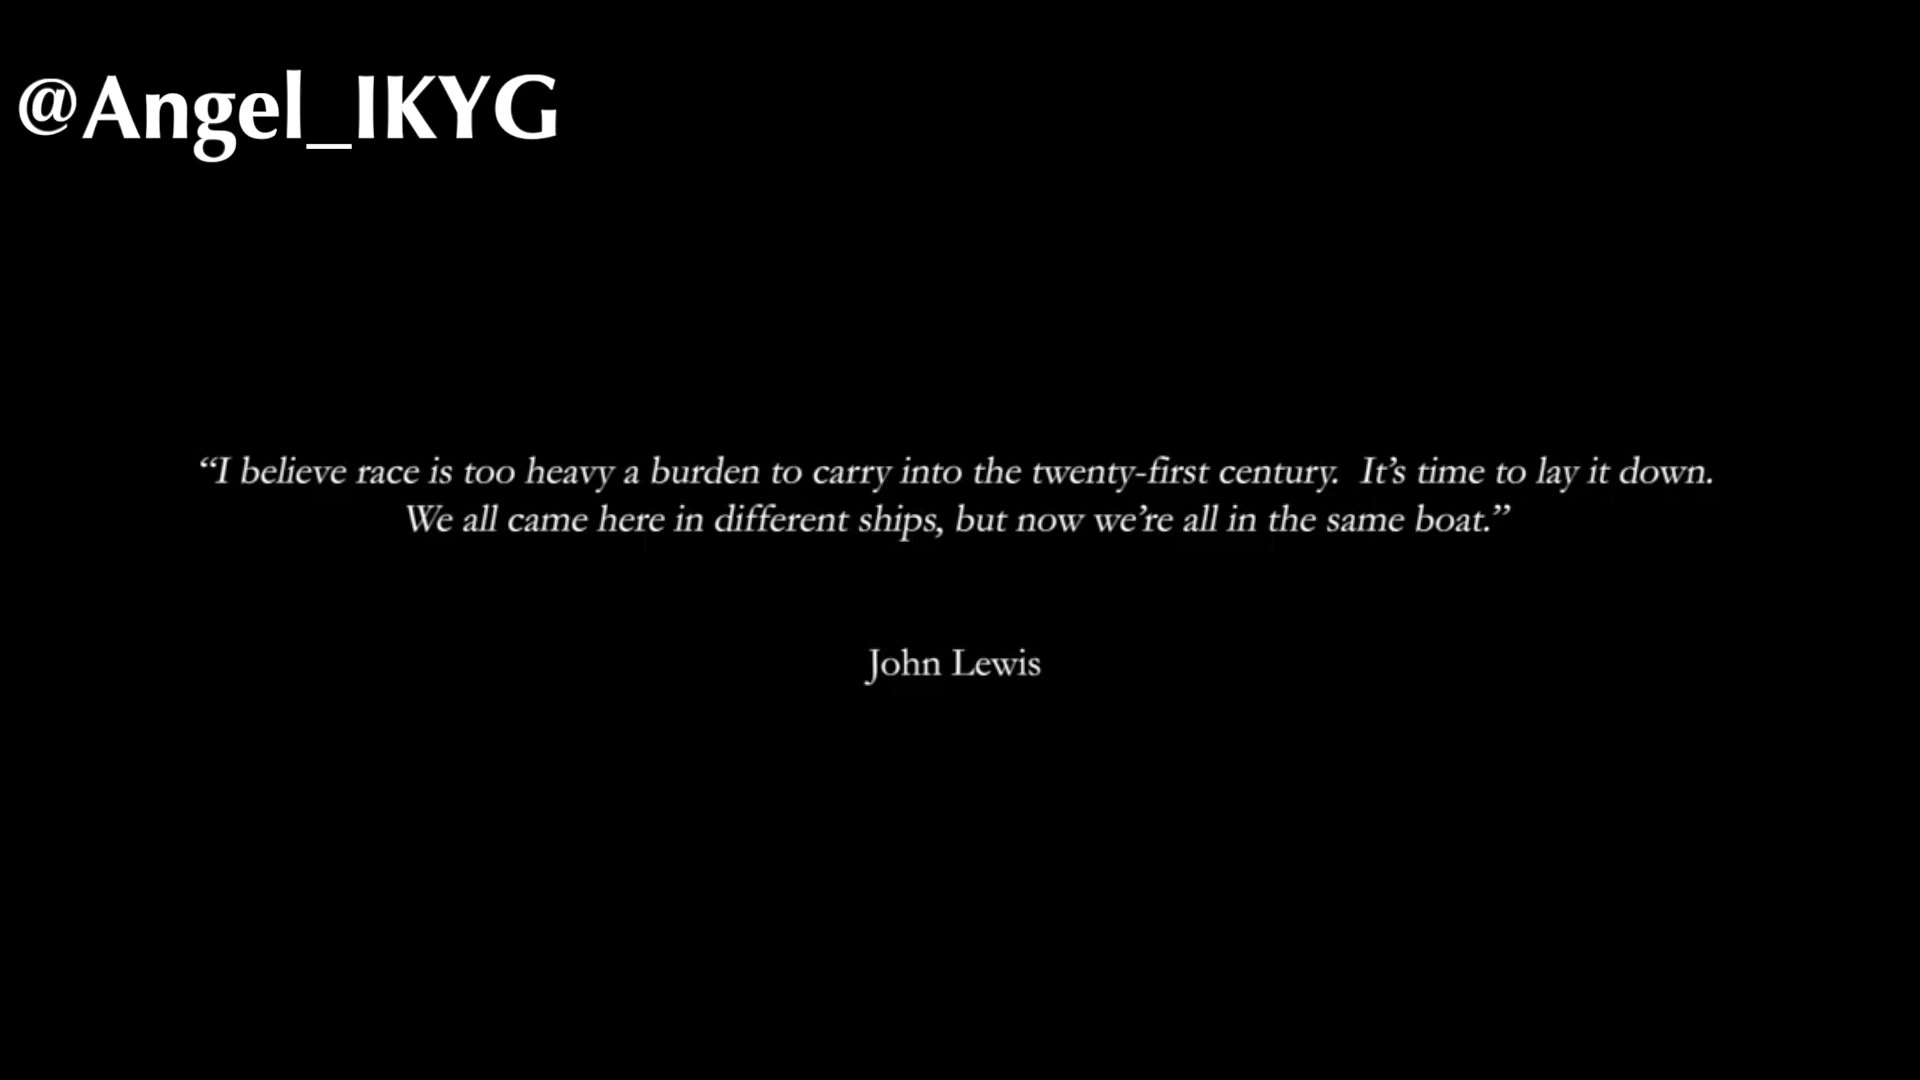 @Angel_IKYG
“I believe race is too heavy a burden to carry into the twenty-first century.  It’s time to lay it down.
We all came here in different ships, but now we’re all in the same boat.”
John Lewis